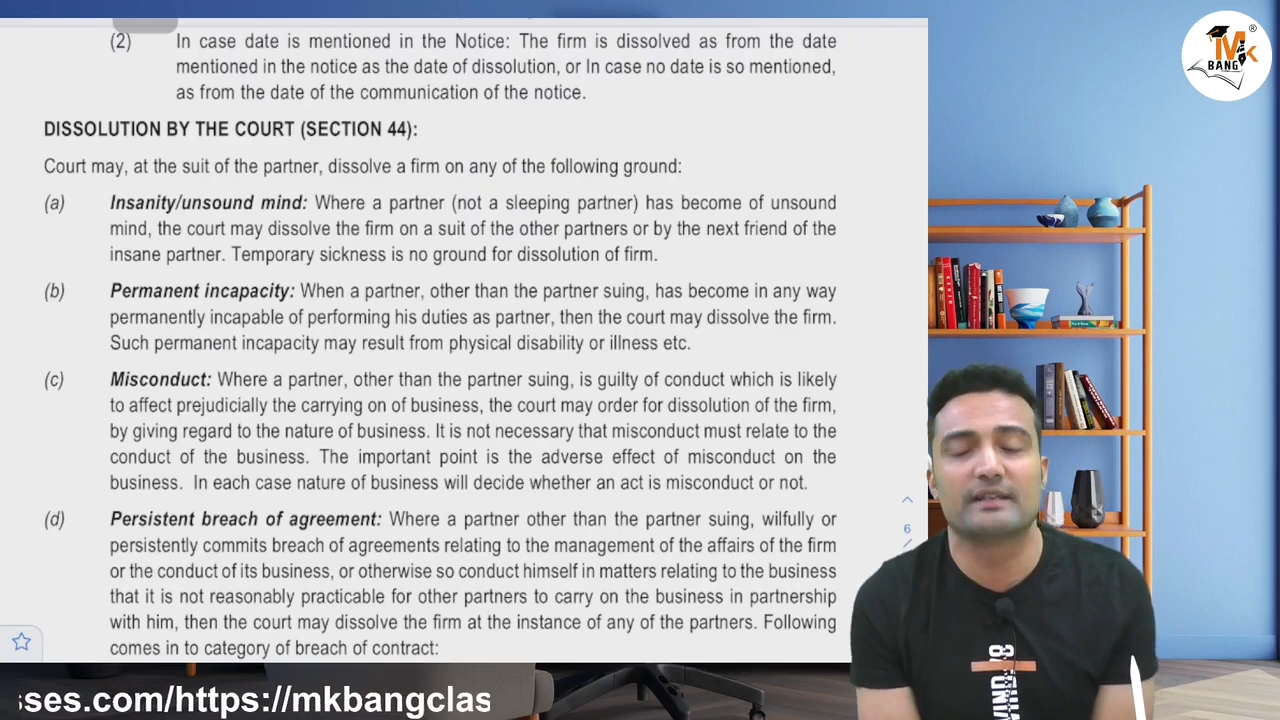 (2) In case date is mentioned in the Notice: The firm is dissolved as from the date
mentioned in the notice as the date of dissolution, or In case no date is so mentioned,
as from the date of the communication of the notice.
DISSOLUTION BY THE COURT (SECTION 44):
Court may, at the suit of the partner, dissolve a firm on any of the following ground:
(a) Insanity/unsound mind: Where a partner (not a sleeping partner) has become of unsound
mind, the court may dissolve the firm on a suit of the other partners or by the next friend of the
insane partner. Temporary sickness is no ground for dissolution of firm.
(b) Permanent incapacity: When a partner, other than the partner suing, has become in any way
permanently incapable of performing his duties as partner, then the court may dissolve the firm.
Such permanent incapacity may result from physical disability or illness etc.
(c) Misconduct: Where a partner, other than the partner suing, is guilty of conduct which is likely
to affect prejudicially the carrying on of business, the court may order for dissolution of the firm,
by giving regard to the nature of business. It is not necessary that misconduct must relate to the
conduct of the business. The important point is the adverse effect of misconduct on the
business. In each case nature of business will decide whether an act is misconduct or not.
(d) Persistent breach of agreement: Where a partner other than the partner suing, wilfully or
persistently commits breach of agreements relating to the management of the affairs of the firm
or the conduct of its business, or otherwise so conduct himself in matters relating to the business
that it is not reasonably practicable for other partners to carry on the business in partnership
with him, then the court may dissolve the firm at the instance of any of the partners. Following
comes in to category of breach of contract:
6
/
MK
BANG
®
sses.com/https://mkbangclas